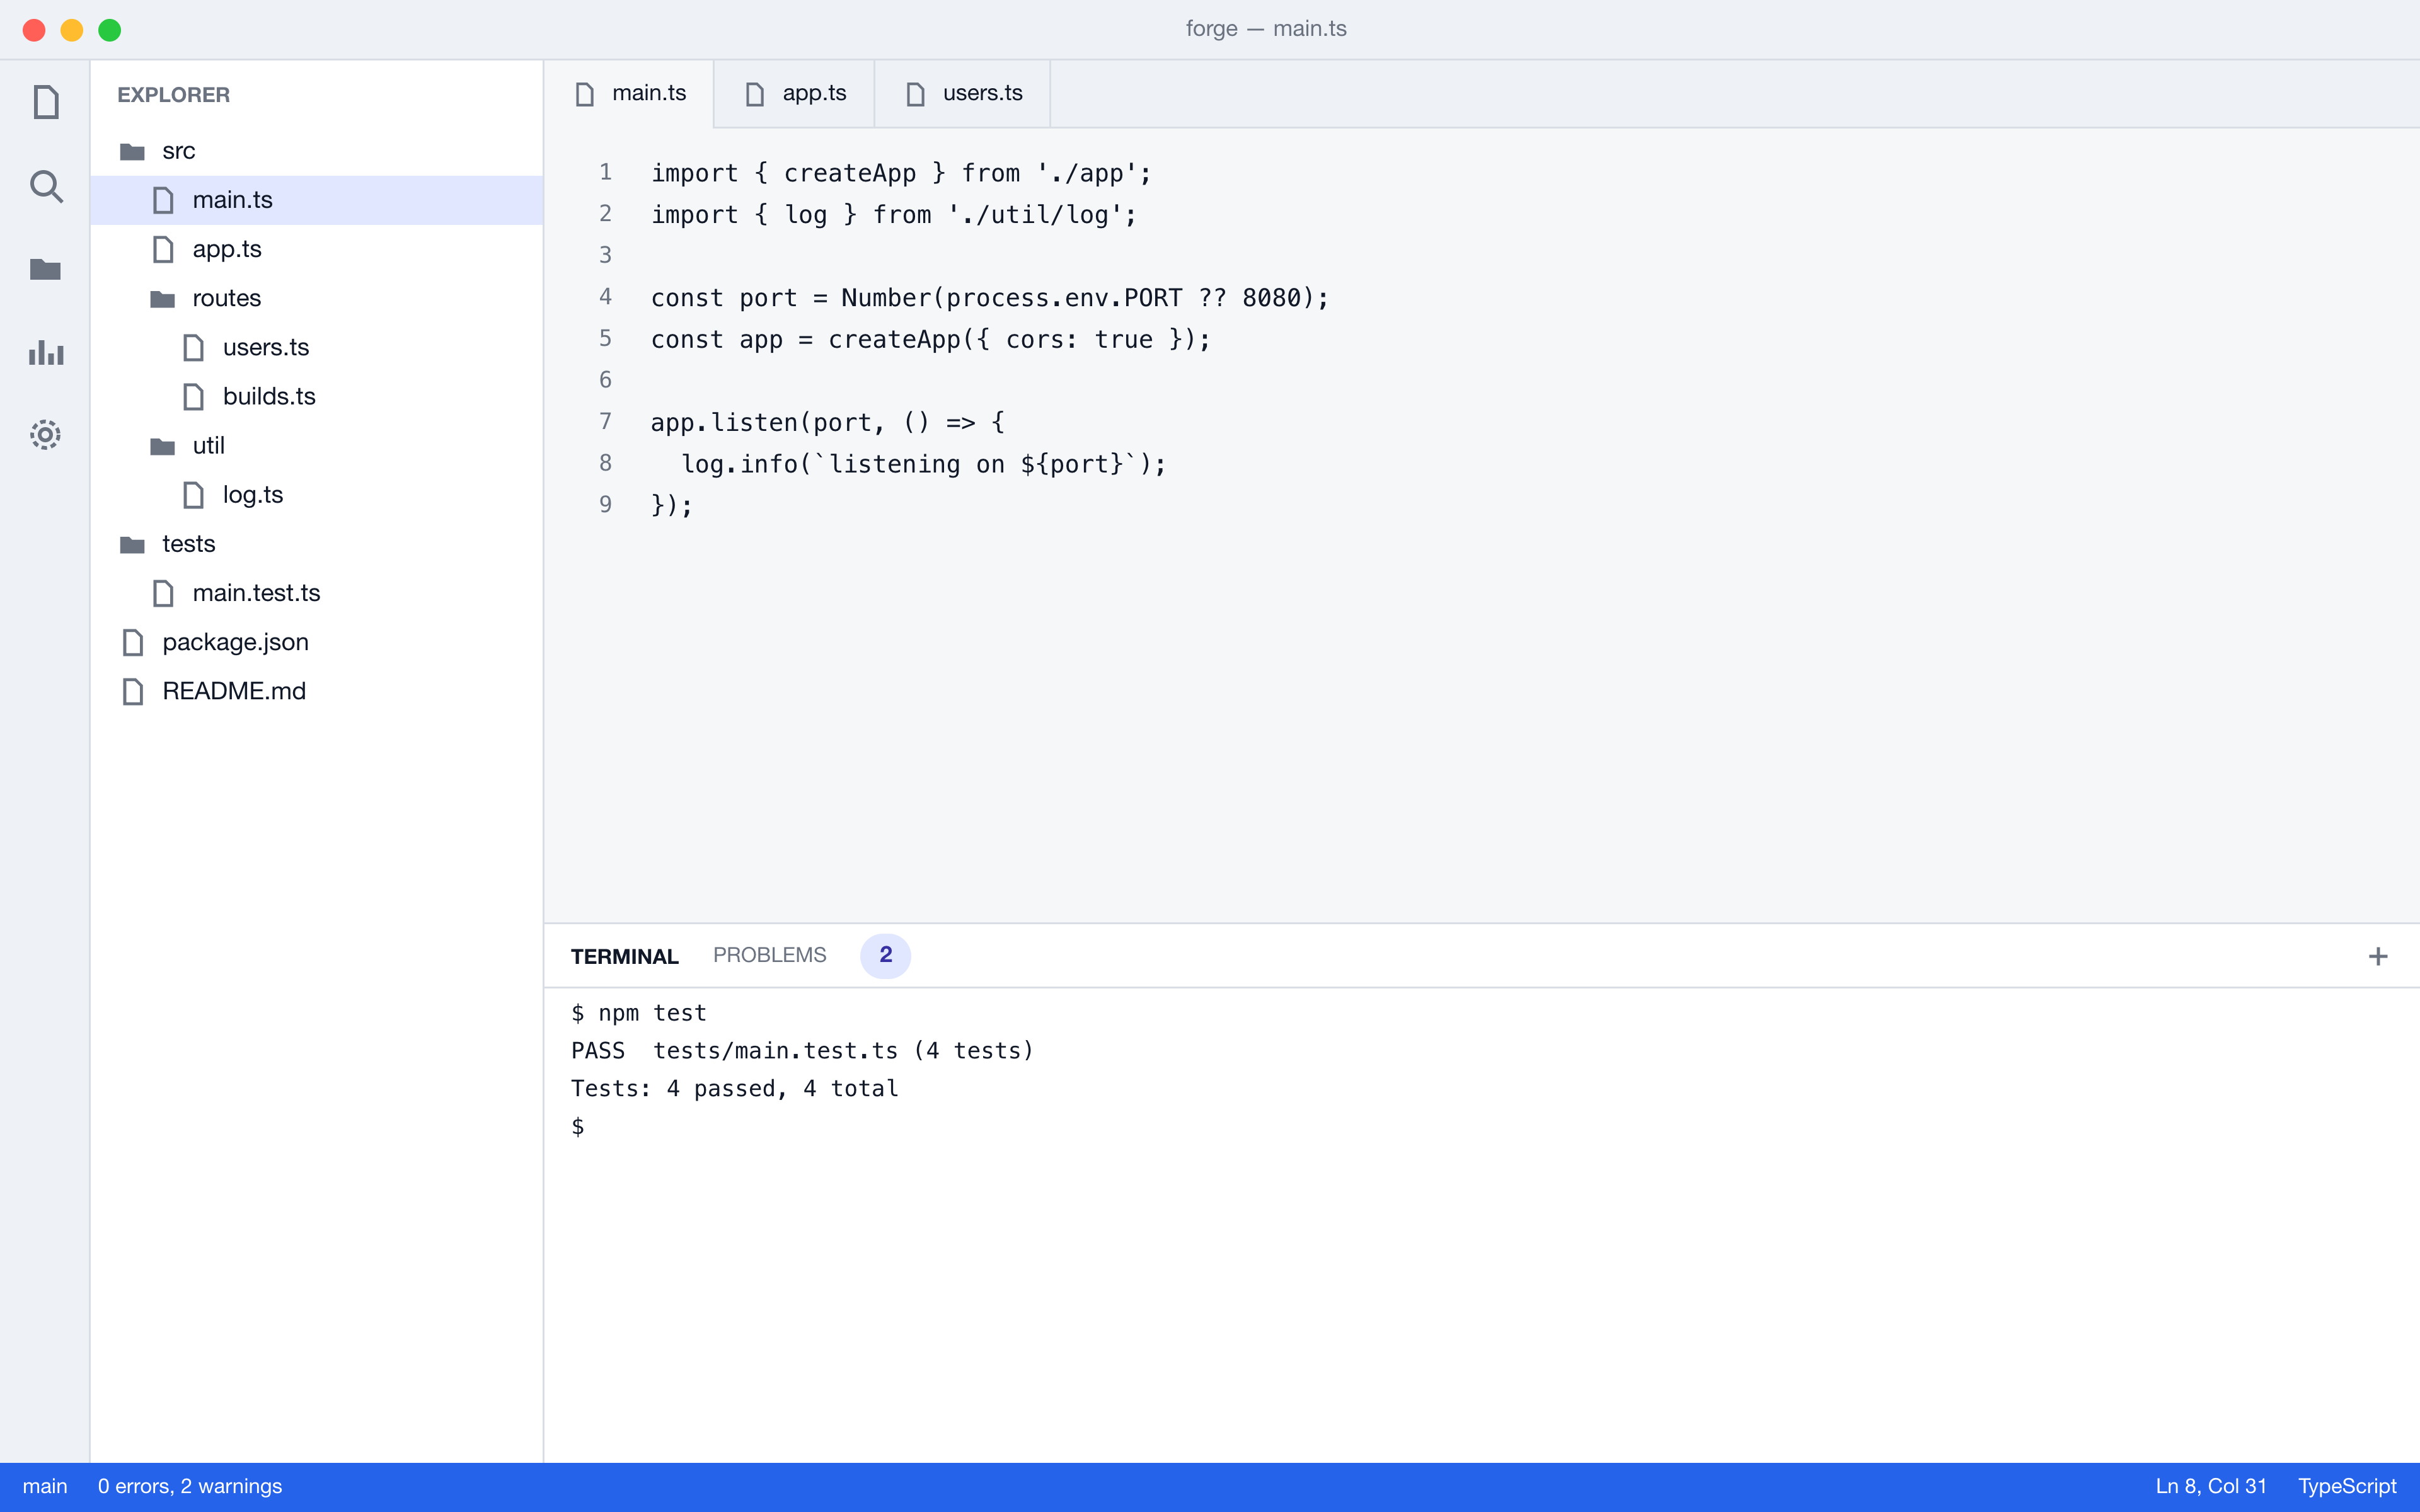 forge — main.ts
EXPLORER
src
main.ts
app.ts
routes
users.ts
builds.ts
util
log.ts
tests
main.test.ts
package.json
README.md
main.ts app.ts users.ts
1 import { createApp } from './app';
2 import { log } from './util/log';
3
4 const port = Number(process.env.PORT ?? 8080);
5 const app = createApp({ cors: true });
6
7 app.listen(port, () => {
8   log.info(`listening on ${port}`);
9 });
TERMINAL PROBLEMS 2
$ npm test
PASS  tests/main.test.ts (4 tests)
Tests: 4 passed, 4 total
$
main 0 errors, 2 warnings Ln 8, Col 31 TypeScript